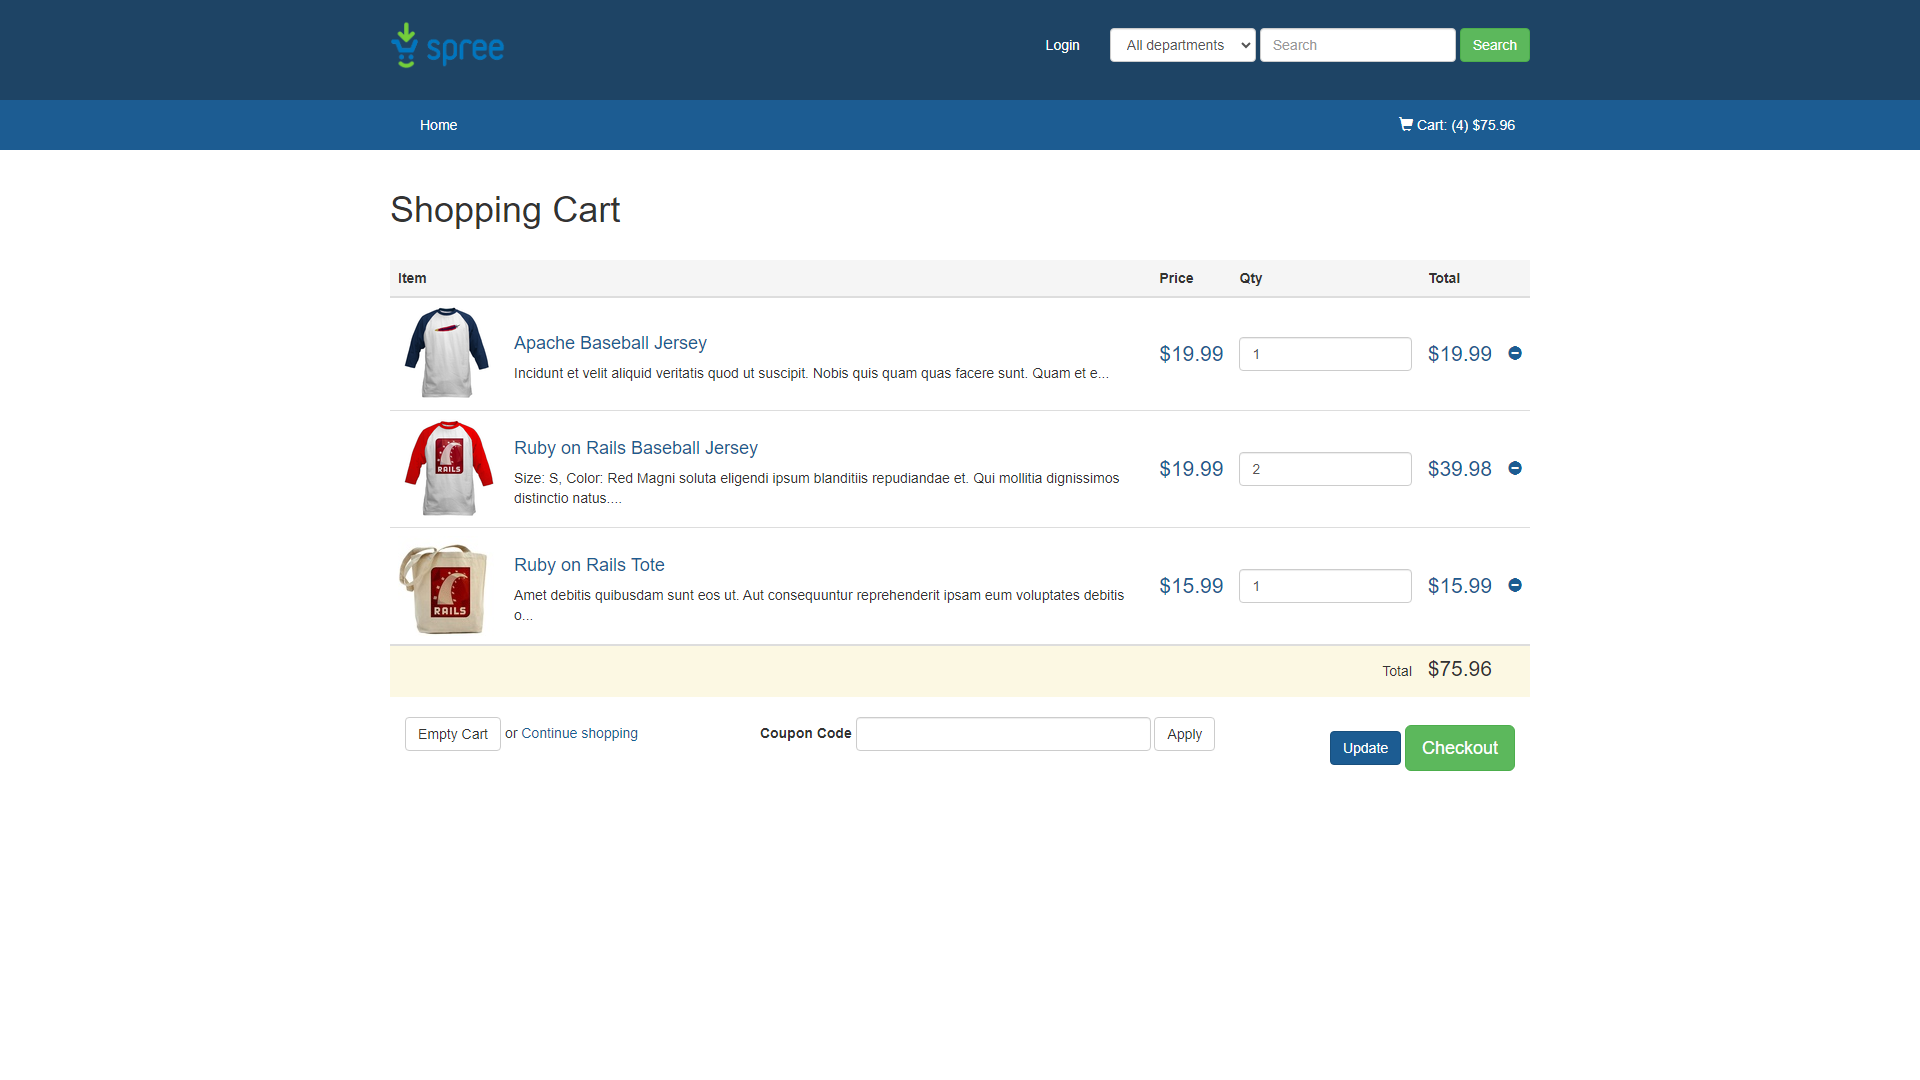 spree
Login
All departments
Search
Search
Home
Cart: (4) $75.96
Shopping Cart
Item Price Qty Total
Apache Baseball Jersey
Incidunt et velit aliquid veritatis quod ut suscipit. Nobis quis quam quas facere sunt. Quam et e...
$19.99 1 $19.99
RAILS
Ruby on Rails Baseball Jersey
Size: S, Color: Red Magni soluta eligendi ipsum blanditiis repudiandae et. Qui mollitia dignissimos
distinctio natus....
$19.99 2 $39.98
RAILS
Ruby on Rails Tote
Amet debitis quibusdam sunt eos ut. Aut consequuntur reprehenderit ipsam eum voluptates debitis
o...
$15.99 1 $15.99
Total $75.96
Empty Cart or Continue shopping
Coupon Code
Apply
Update
Checkout